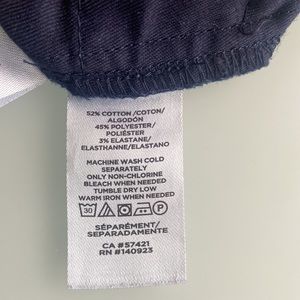 52% COTTON /COTON/
ALGODÓN
45% POLYESTER/
POLIÉSTER
3% ELASTANE/
ELASTHANNE/ELASTANO
MACHINE WASH COLD
SEPARATELY
ONLY NON-CHLORINE
BLEACH WHEN NEEDED
TUMBLE DRY LOW
WARM IRON WHEN NEEDED
30 P
SÉPARÉMENT/
SEPARADAMENTE
CA #57421
RN #140923